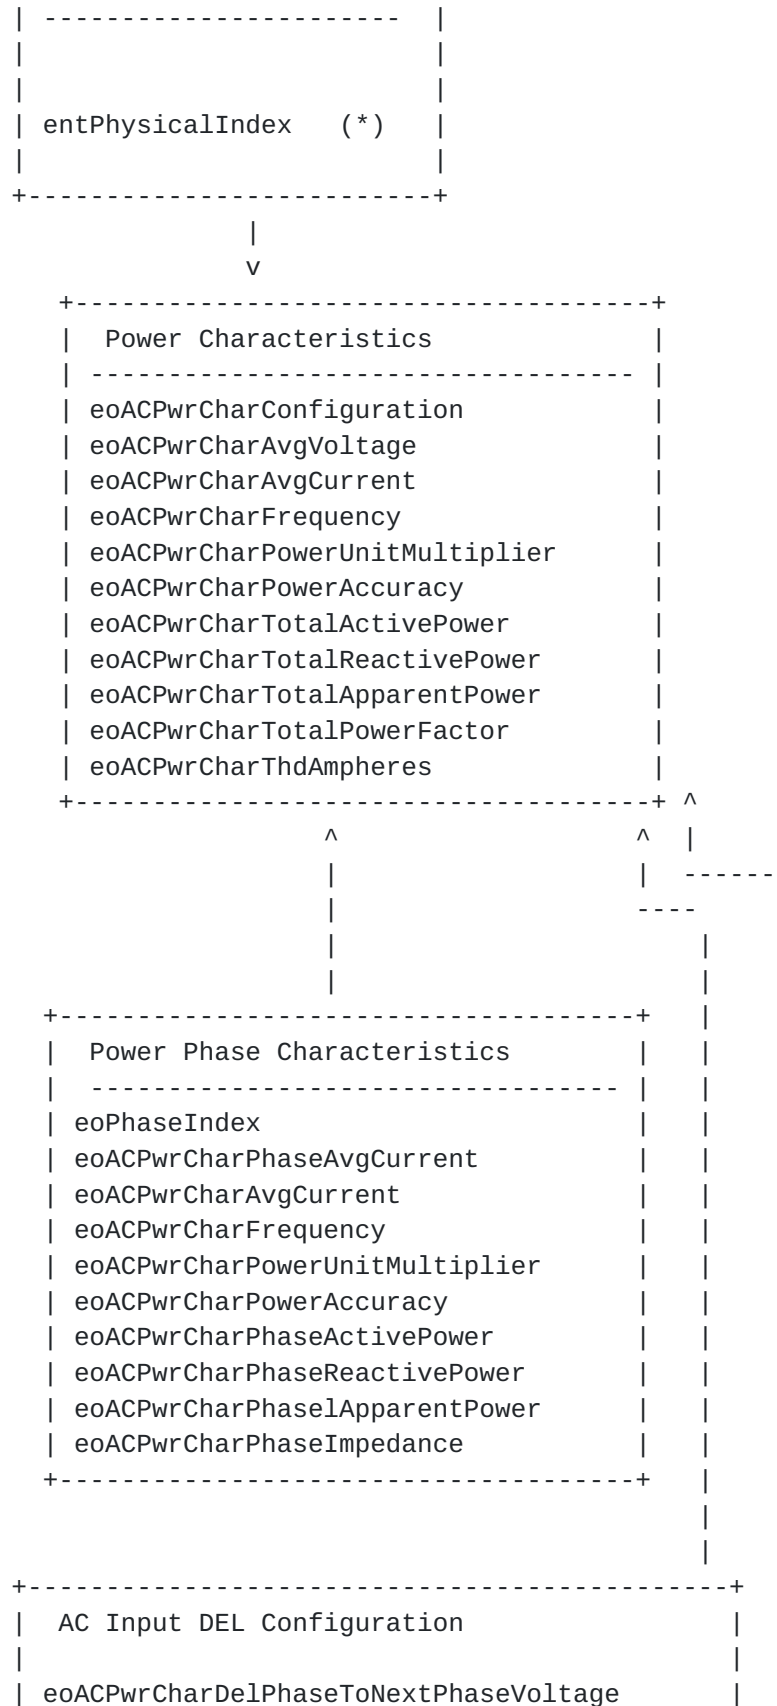 | ----------------------- |
| |
| |
| entPhysicalIndex (*) |
| |
+--------------------------+
|
v
+-------------------------------------+
| Power Characteristics |
| ----------------------------------- |
| eoACPwrCharConfiguration |
| eoACPwrCharAvgVoltage |
| eoACPwrCharAvgCurrent |
| eoACPwrCharFrequency |
| eoACPwrCharPowerUnitMultiplier |
| eoACPwrCharPowerAccuracy |
| eoACPwrCharTotalActivePower |
| eoACPwrCharTotalReactivePower |
| eoACPwrCharTotalApparentPower |
| eoACPwrCharTotalPowerFactor |
| eoACPwrCharThdAmpheres |
+-------------------------------------+ ^
^ ^ |
| | ------
| ----
| |
| |
+-------------------------------------+ |
| Power Phase Characteristics | |
| ---------------------------------- | |
| eoPhaseIndex | |
| eoACPwrCharPhaseAvgCurrent | |
| eoACPwrCharAvgCurrent | |
| eoACPwrCharFrequency | |
| eoACPwrCharPowerUnitMultiplier | |
| eoACPwrCharPowerAccuracy | |
| eoACPwrCharPhaseActivePower | |
| eoACPwrCharPhaseReactivePower | |
| eoACPwrCharPhaselApparentPower | |
| eoACPwrCharPhaseImpedance | |
+-------------------------------------+ |
|
|
+---------------------------------------------+
| AC Input DEL Configuration |
| |
| eoACPwrCharDelPhaseToNextPhaseVoltage |